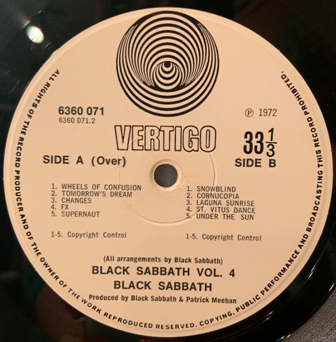 ALL RIGHTS OF THE RECORD PRODUCER AND OF THE OWNER OF THE WORK REPRODUCED RESERVED. COPYING, PUBLIC PERFORMANCE AND BROADCASTING THIS RECORD PROHIBITED.
6360 071
6360 071.2
℗ 1972
VERTIGO
33 1/3
SIDE A (Over)
SIDE B
1. WHEELS OF CONFUSION
2. TOMORROW'S DREAM
3. CHANGES
4. FX
5. SUPERNAUT
1-5. Copyright Control
1. SNOWBLIND
2. CORNUCOPIA
3. LAGUNA SUNRISE
4. ST. VITUS DANCE
5. UNDER THE SUN
1-5. Copyright Control
(All arrangements by Black Sabbath)
BLACK SABBATH VOL. 4
BLACK SABBATH
Produced by Black Sabbath & Patrick Meehan